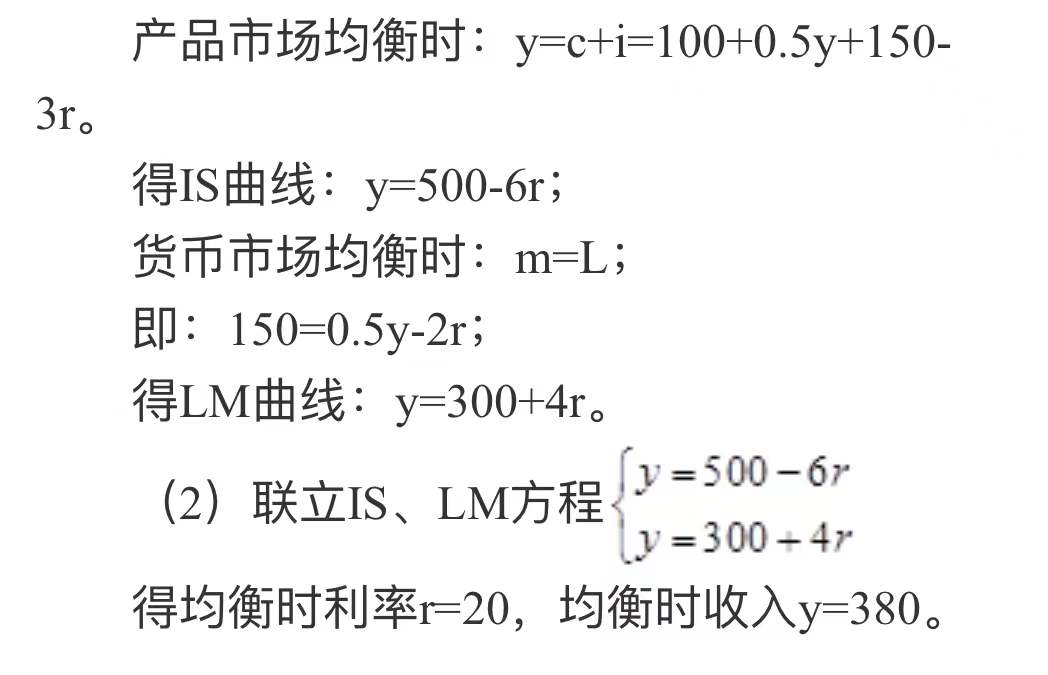 产品市场均衡时：y=c+i=100+0.5y+150-
3r。
得IS曲线：y=500-6r；
货币市场均衡时：m=L；
即：150=0.5y-2r；
得LM曲线：y=300+4r。
（2）联立IS、LM方程
y=500-6r
y=300+4r
得均衡时利率r=20，均衡时收入y=380。